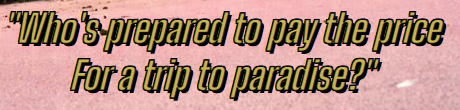 "Who's prepared to pay the price
For a trip to paradise?"